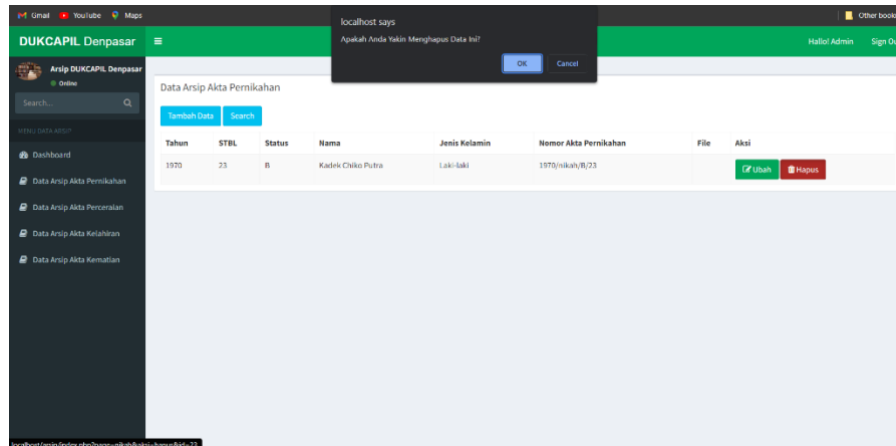 Gmail YouTube Maps Other book
localhost says
Apakah Anda Yakin Menghapus Data Ini?
OK Cancel
DUKCAPIL Denpasar Hallo! Admin Sign Ou
Arsip DUKCAPIL Denpasar
Online
Search...
MENU DATA ARSIP
Dashboard
Data Arsip Akta Pernikahan
Data Arsip Akta Perceraian
Data Arsip Akta Kelahiran
Data Arsip Akta Kematian
Data Arsip Akta Pernikahan
Tambah Data Search
Tahun STBL Status Nama Jenis Kelamin Nomor Akta Pernikahan File Aksi
1970 23 B Kadek Chiko Putra Laki-laki 1970/nikah/B/23 Ubah Hapus